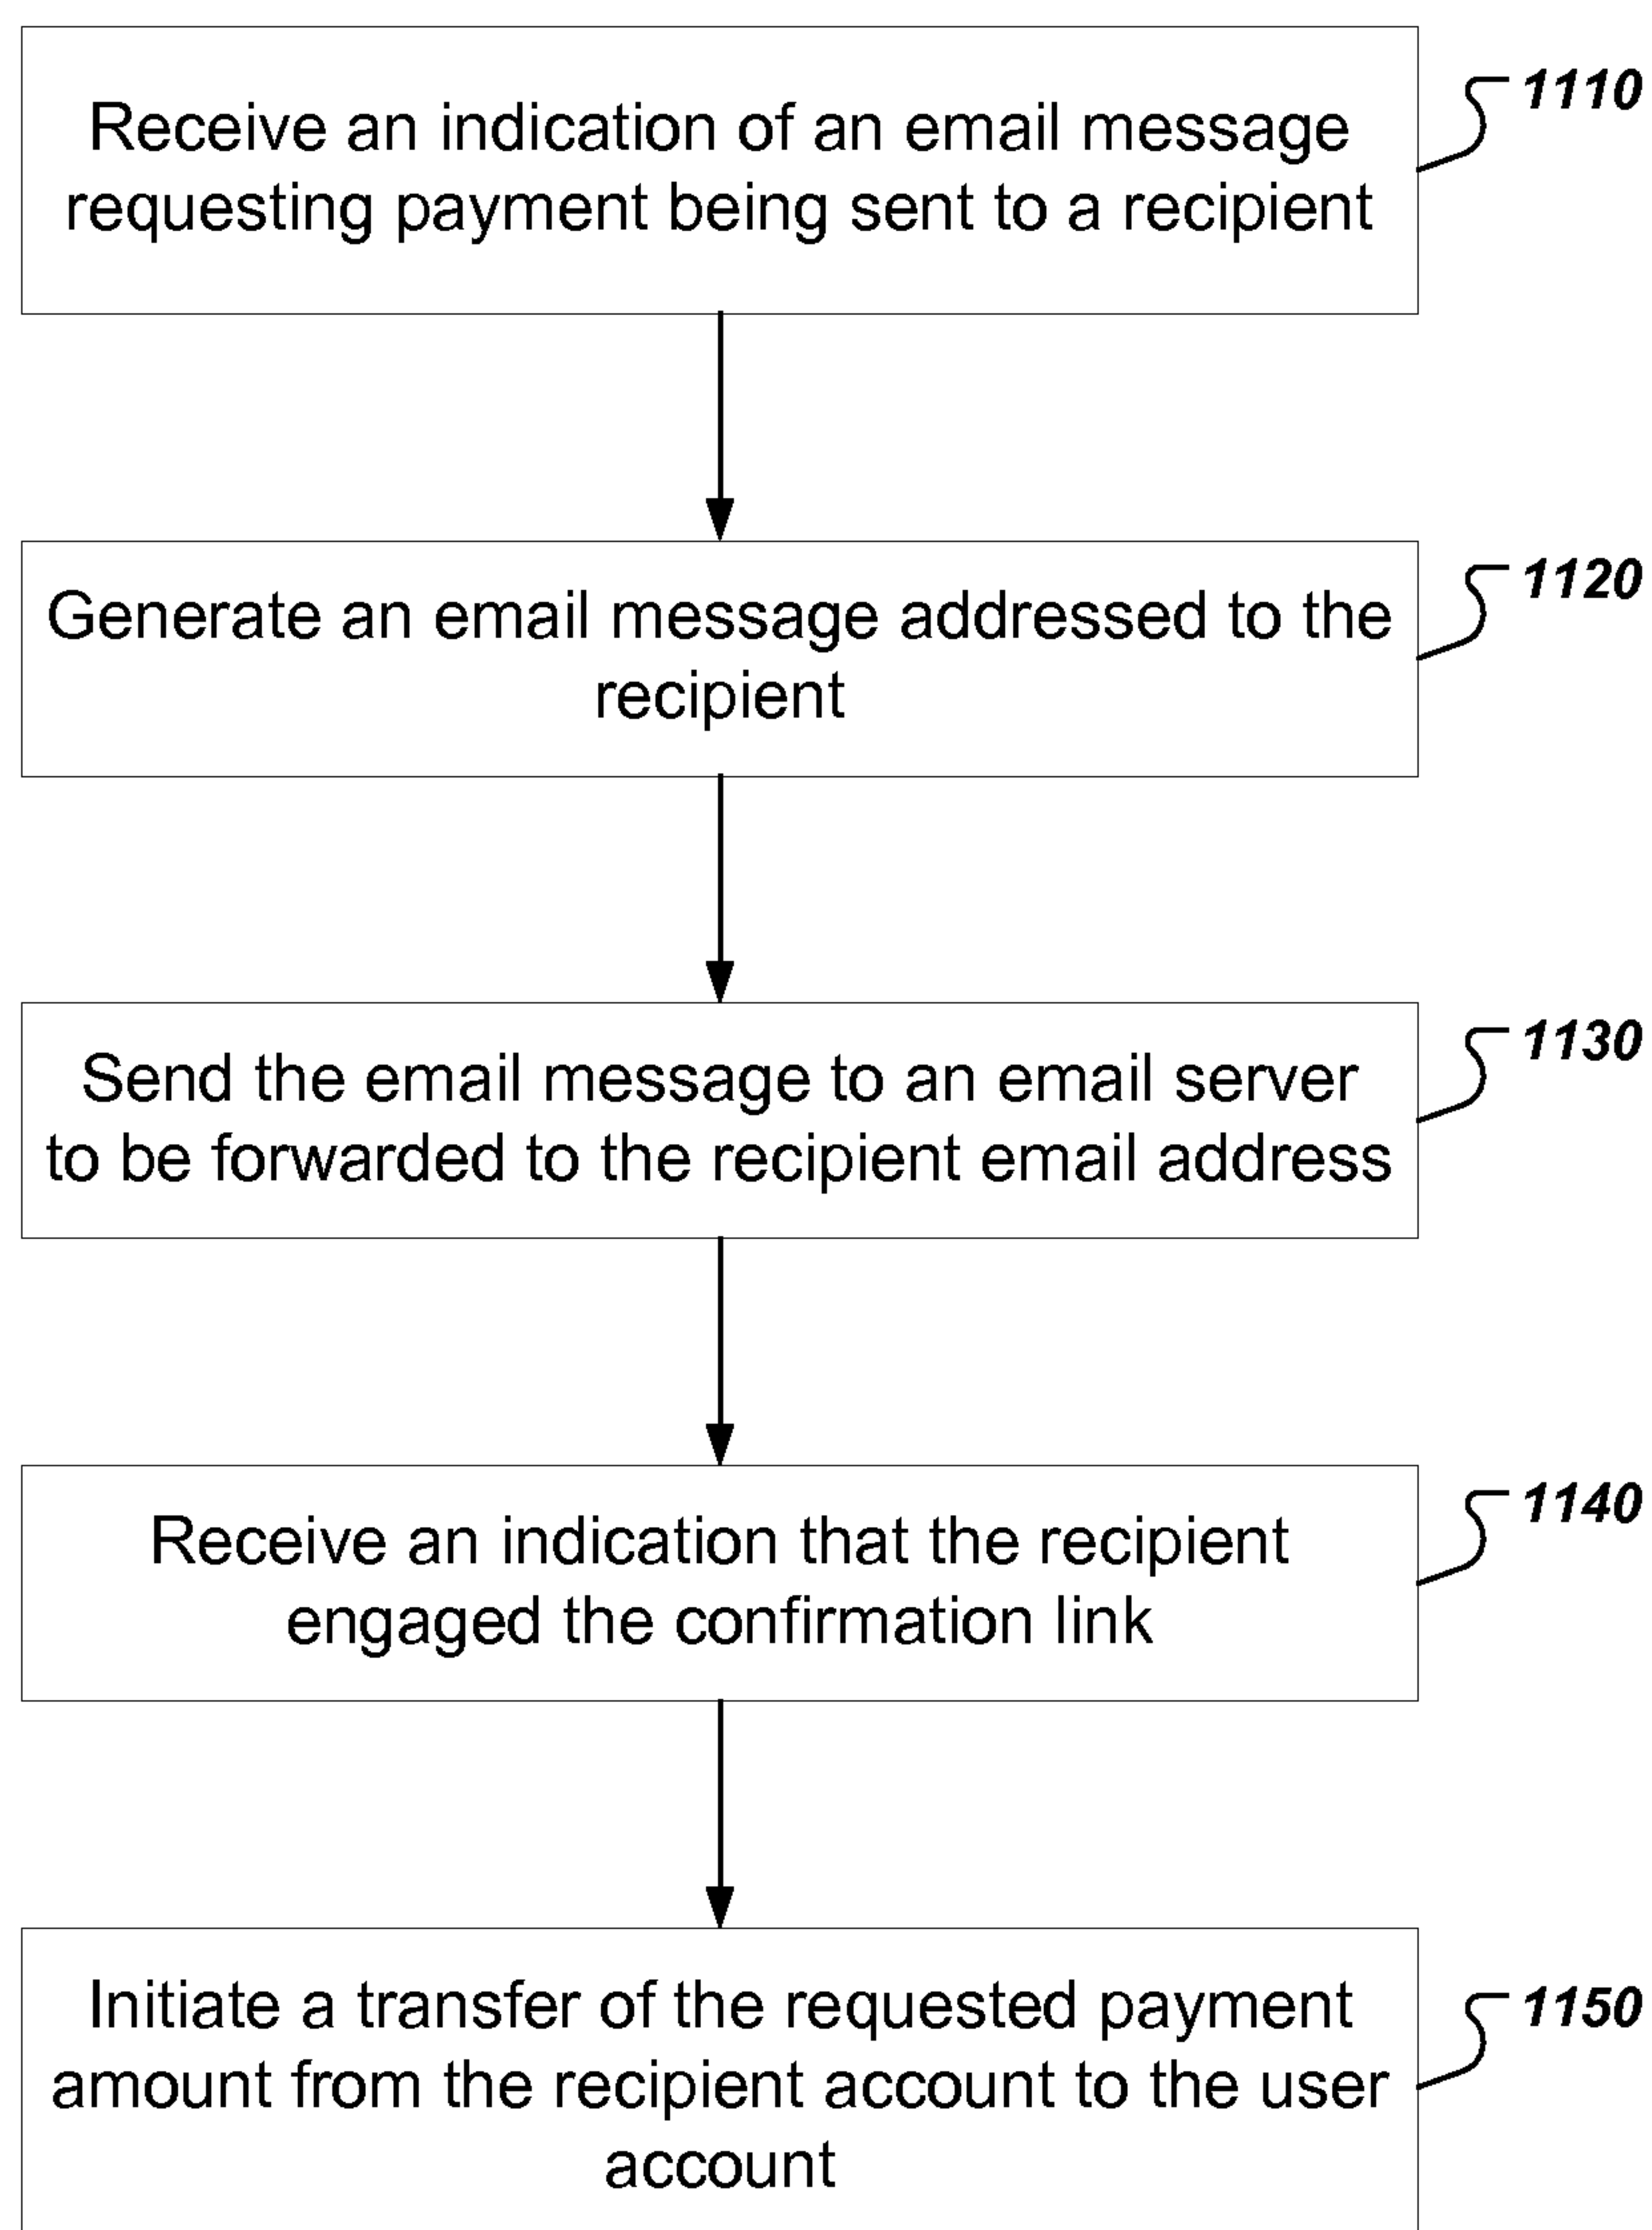 Receive an indication of an email message
requesting payment being sent to a recipient
1110
Generate an email message addressed to the
recipient
1120
Send the email message to an email server
to be forwarded to the recipient email address
1130
Receive an indication that the recipient
engaged the confirmation link
1140
Initiate a transfer of the requested payment
amount from the recipient account to the user
account
1150